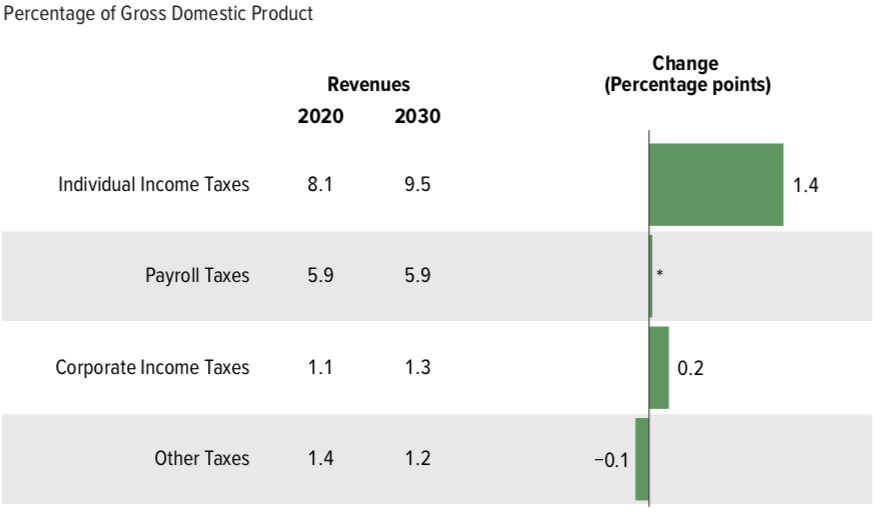 Percentage of Gross Domestic Product
Change
Revenues (Percentage points)
2020 2030
Individual Income Taxes 8.1 9.5 1.4
Payroll Taxes 5.9 5.9 *
Corporate Income Taxes 1.1 1.3 0.2
Other Taxes 1.4 1.2 −0.1